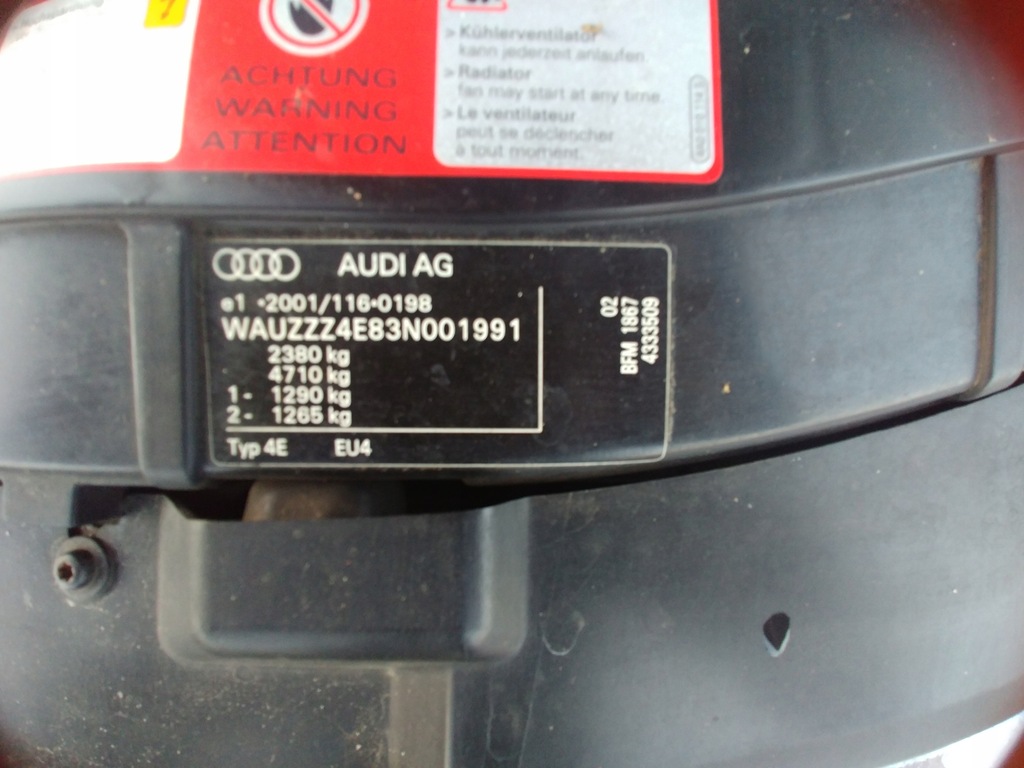 ACHTUNG
WARNING
ATTENTION
> Kühlerventilator
kann jederzeit anlaufen.
> Radiator
fan may start at any time.
> Le ventilateur
peut se déclencher
à tout moment.
AUDI AG
e1 *2001/116*0198
WAUZZZ4E83N001991
2380 kg
4710 kg
1- 1290 kg
2- 1265 kg
Typ 4E EU4
02
BFM 1867
4333509